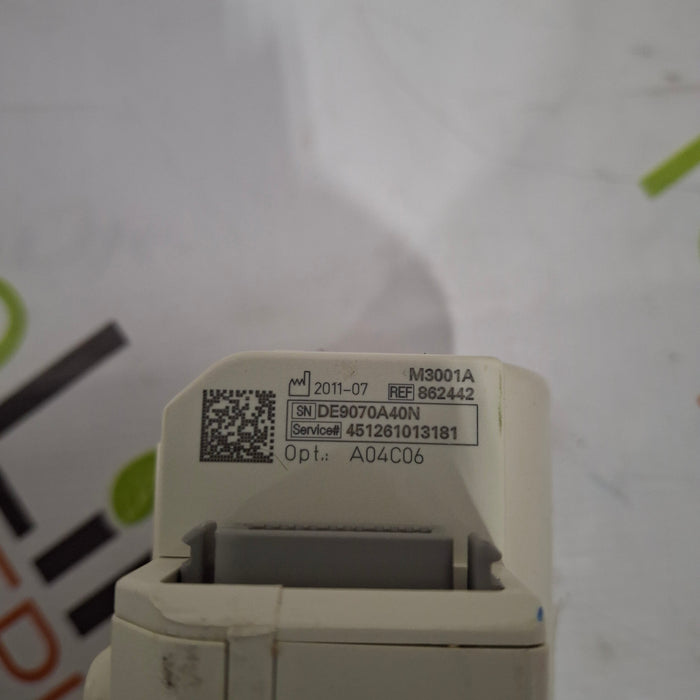 M3001A
2011-07 REF 862442
SN DE9070A40N
Service# 451261013181
Opt.: A04C06